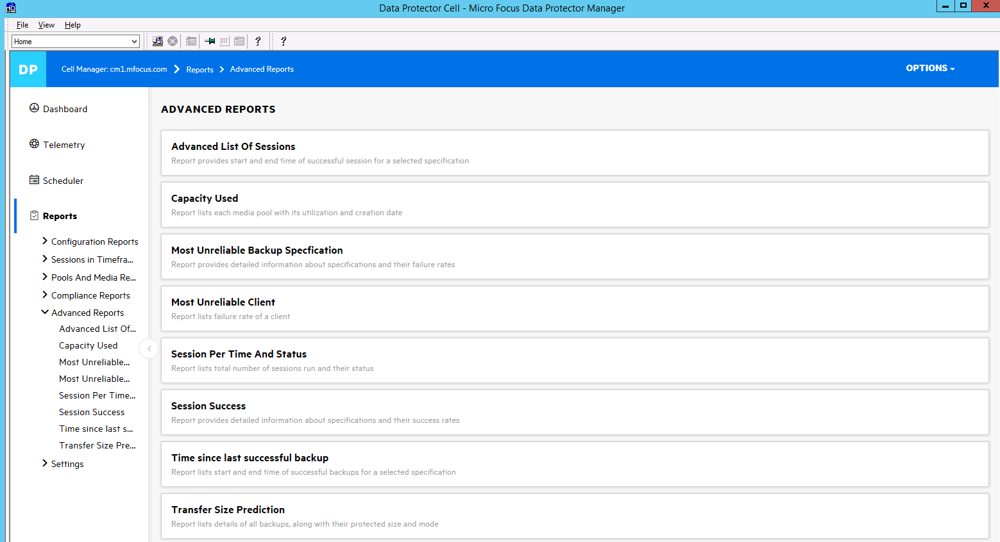 Data Protector Cell - Micro Focus Data Protector Manager
File View Help
Home
DP
Cell Manager: cm1.mfocus.com
Reports
Advanced Reports
OPTIONS
Dashboard
Telemetry
Scheduler
Reports
Configuration Reports
Sessions in Timefra...
Pools And Media Re...
Compliance Reports
Advanced Reports
Advanced List Of...
Capacity Used
Most Unreliable...
Most Unreliable...
Session Per Time...
Session Success
Time since last s...
Transfer Size Pre...
Settings
ADVANCED REPORTS
Advanced List Of Sessions
Report provides start and end time of successful session for a selected specification
Capacity Used
Report lists each media pool with its utilization and creation date
Most Unreliable Backup Specfication
Report provides detailed information about specifications and their failure rates
Most Unreliable Client
Report lists failure rate of a client
Session Per Time And Status
Report lists total number of sessions run and their status
Session Success
Report provides detailed information about specifications and their success rates
Time since last successful backup
Report lists start and end time of successful backups for a selected specification
Transfer Size Prediction
Report lists details of all backups, along with their protected size and mode